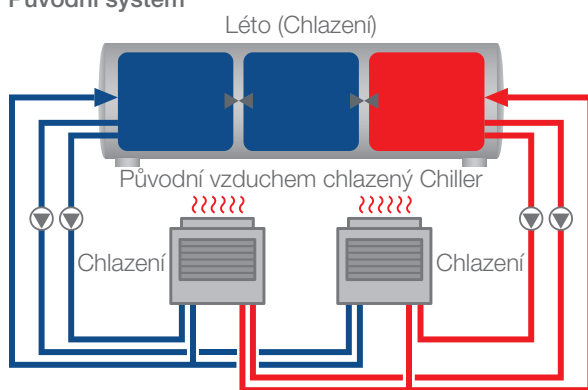 Původní systém
Léto (Chlazení)
Původní vzduchem chlazený Chiller
Chlazení
Chlazení